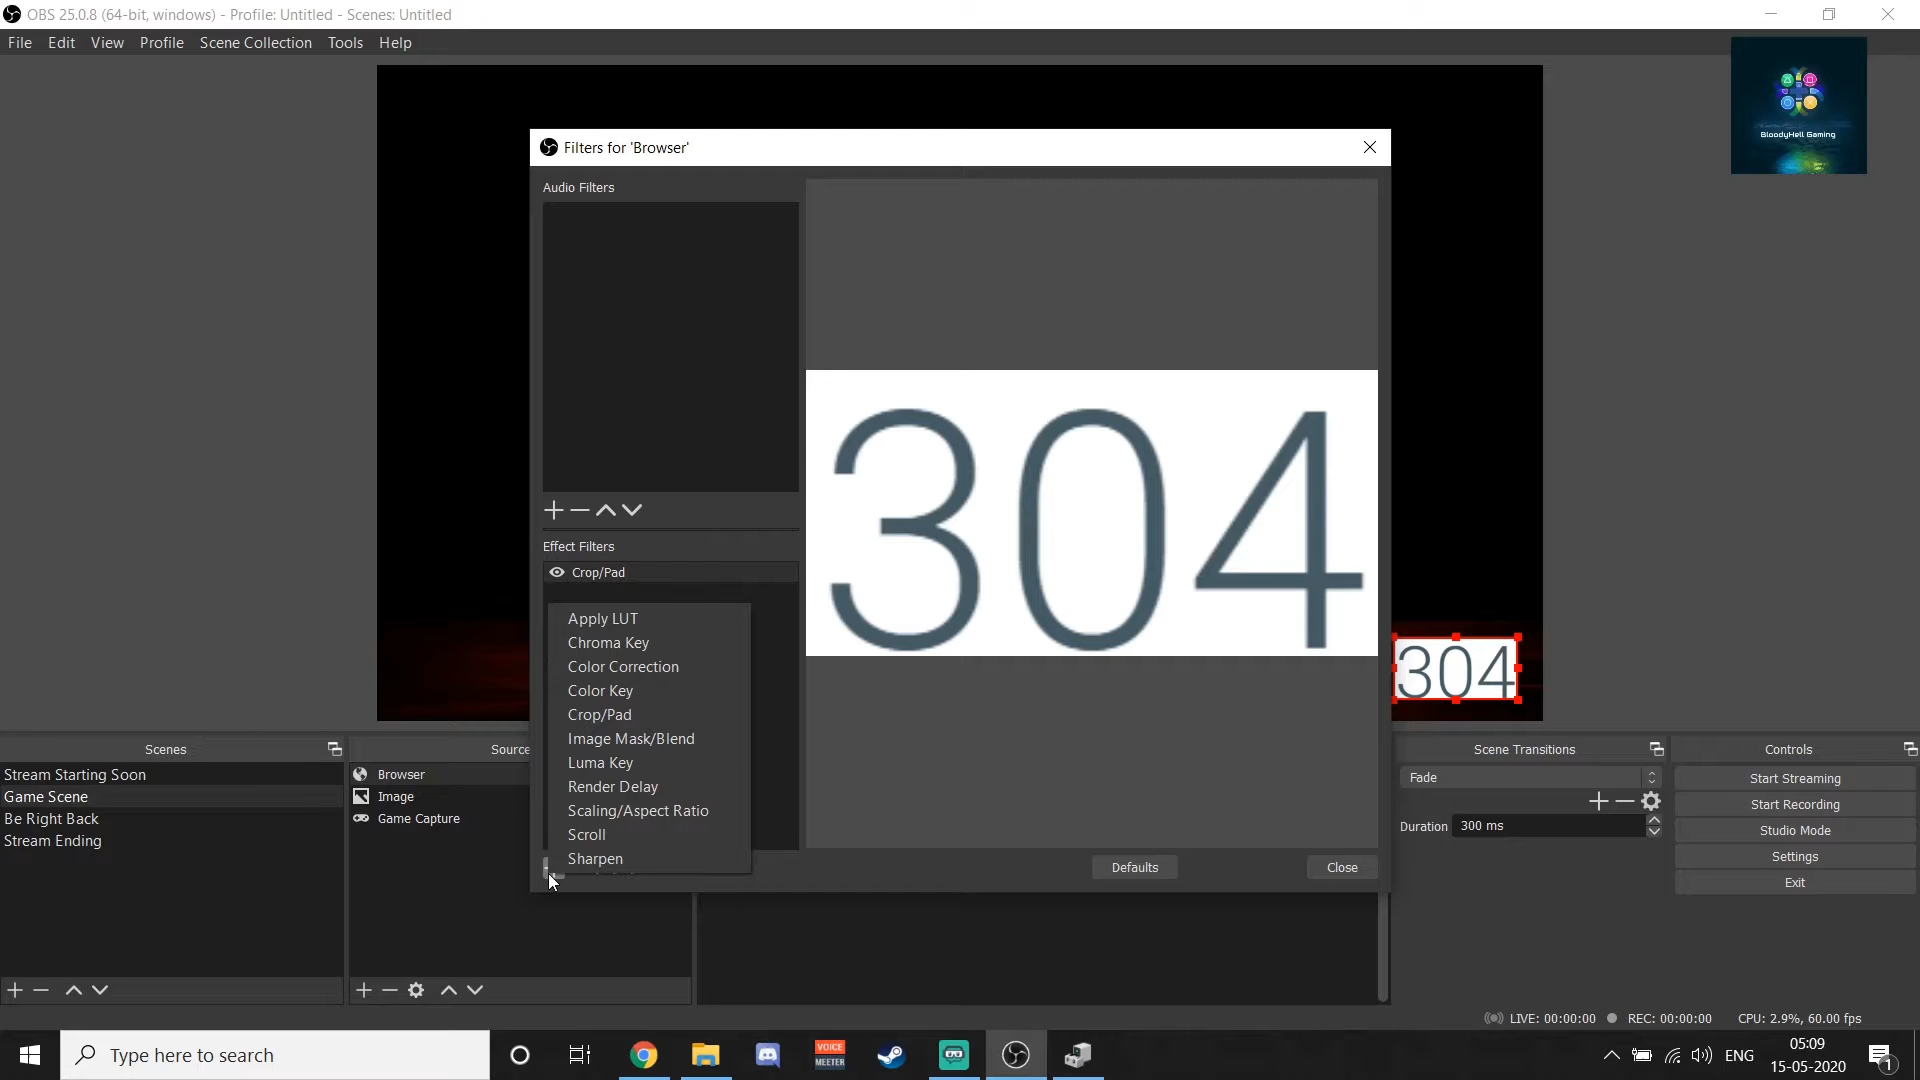 OBS 25.0.8 (64-bit, windows) - Profile: Untitled - Scenes: Untitled
File Edit View Profile Scene Collection Tools Help
BloodyHell Gaming
Filters for 'Browser'
Audio Filters
304
Effect Filters
Crop/Pad
Apply LUT
Chroma Key
Color Correction
Color Key
Crop/Pad
Image Mask/Blend
Luma Key
Render Delay
Scaling/Aspect Ratio
Scroll
Sharpen
Defaults
Close
304
Scenes
Stream Starting Soon
Game Scene
Be Right Back
Stream Ending
Source
Browser
Image
Game Capture
Scene Transitions
Fade
Duration 300 ms
Controls
Start Streaming
Start Recording
Studio Mode
Settings
Exit
LIVE: 00:00:00 REC: 00:00:00 CPU: 2.9%, 60.00 fps
Type here to search
VOICE
MEETER
ENG
05:09
15-05-2020
1